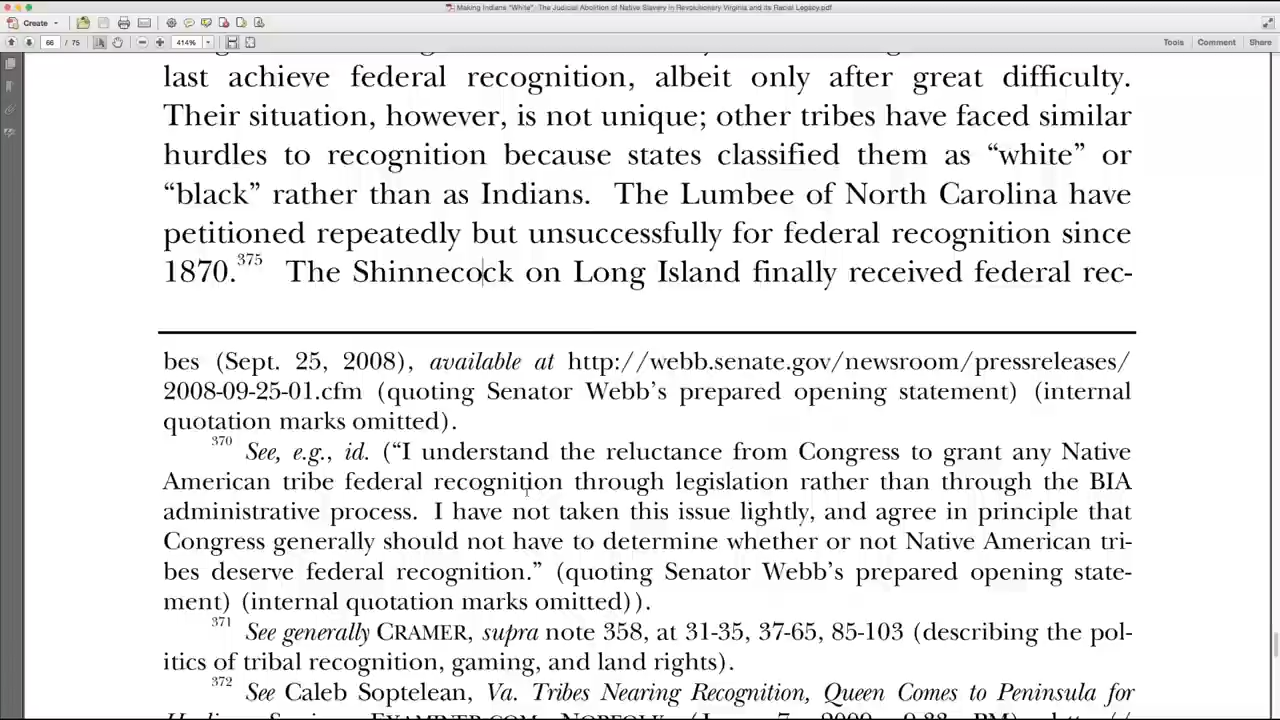 Making Indians "White": The Judicial Abolition of Native Slavery in Revolutionary Virginia and its Racial Legacy.pdf
Create
66 / 75
414%
Tools
Comment
Share
last achieve federal recognition, albeit only after great difficulty.
Their situation, however, is not unique; other tribes have faced similar
hurdles to recognition because states classified them as “white” or
“black” rather than as Indians. The Lumbee of North Carolina have
petitioned repeatedly but unsuccessfully for federal recognition since
1870.375 The Shinnecock on Long Island finally received federal rec-
bes (Sept. 25, 2008), available at http://webb.senate.gov/newsroom/pressreleases/
2008-09-25-01.cfm (quoting Senator Webb’s prepared opening statement) (internal
quotation marks omitted).
370 See, e.g., id. (“I understand the reluctance from Congress to grant any Native
American tribe federal recognition through legislation rather than through the BIA
administrative process. I have not taken this issue lightly, and agree in principle that
Congress generally should not have to determine whether or not Native American tri-
bes deserve federal recognition.” (quoting Senator Webb’s prepared opening state-
ment) (internal quotation marks omitted)).
371 See generally CRAMER, supra note 358, at 31-35, 37-65, 85-103 (describing the pol-
itics of tribal recognition, gaming, and land rights).
372 See Caleb Soptelean, Va. Tribes Nearing Recognition, Queen Comes to Peninsula for